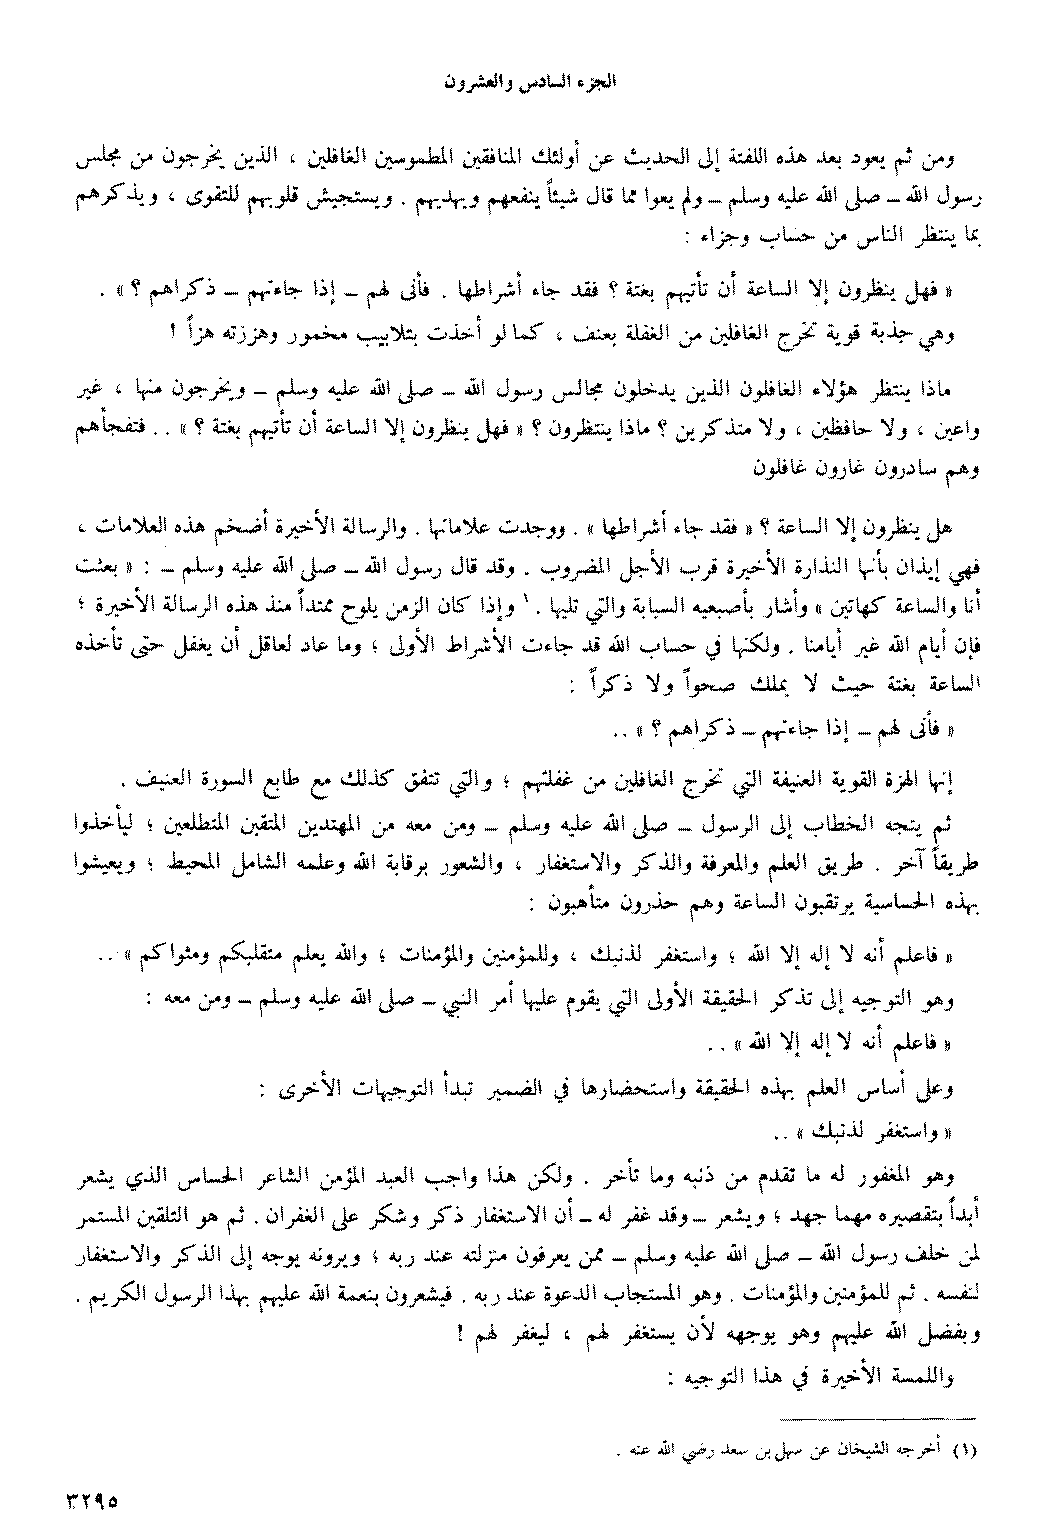 الجزء السادس والعشرون
ومن ثم يعود بعد هذه اللفتة إلى الحديث عن أولئك المنافقين المطموسين الغافلين ، الذين يخرجون من مجلس
رسول الله – صلى الله عليه وسلم – ولم يعوا مما قال شيئاً ينفعهم ويهديهم . ويستجيش قلوبهم للتقوى ، ويذكرهم
بما ينتظر الناس من حساب وجزاء :
« فهل ينظرون إلا الساعة أن تأتيهم بغتة ؟ فقد جاء أشراطها . فأنى لهم – إذا جاءتهم – ذكراهم ؟ » .
وهي جذبة قوية تخرج الغافلين من الغفلة بعنف ، كما لو أخذت بتلابيب مخمور وهززته هزاً !
ماذا ينتظر هؤلاء الغافلون الذين يدخلون مجالس رسول الله – صلى الله عليه وسلم – ويخرجون منها ، غير
واعين ، ولا حافظين ، ولا متذكرين ؟ ماذا ينتظرون ؟ « فهل ينظرون إلا الساعة أن تأتيهم بغتة ؟ » .. فتفجأهم
وهم سادرون غارون غافلون
هل ينظرون إلا الساعة ؟ « فقد جاء أشراطها » . ووجدت علاماتها . والرسالة الأخيرة أضخم هذه العلامات ،
فهي إيذان بأنها النذارة الأخيرة قرب الأجل المضروب . وقد قال رسول الله – صلى الله عليه وسلم – : « بعثت
أنا والساعة كهاتين » وأشار بأصبعيه السبابة والتي تليها . ١ وإذا كان الزمن يلوح ممتداً منذ هذه الرسالة الأخيرة ؛
فإن أيام الله غير أيامنا . ولكنها في حساب الله قد جاءت الأشراط الأولى ؛ وما عاد لعاقل أن يغفل حتى تأخذه
الساعة بغتة حيث لا يملك صحواً ولا ذكراً :
« فأنى لهم – إذا جاءتهم – ذكراهم ؟ » ..
إنها الهزة القوية العنيفة التي تخرج الغافلين من غفلتهم ؛ والتي تتفق كذلك مع طابع السورة العنيف .
ثم يتجه الخطاب إلى الرسول – صلى الله عليه وسلم – ومن معه من المهتدين المتقين المتطلعين ؛ ليأخذوا
طريقاً آخر . طريق العلم والمعرفة والذكر والاستغفار ، والشعور برقابة الله وعلمه الشامل المحيط ؛ ويعيشوا
بهذه الحساسية يرتقبون الساعة وهم حذرون متأهبون :
« فاعلم أنه لا إله إلا الله ؛ واستغفر لذنبك ، وللمؤمنين والمؤمنات ؛ والله يعلم متقلبكم ومثواكم » ..
وهو التوجيه إلى تذكر الحقيقة الأولى التي يقوم عليها أمر النبي – صلى الله عليه وسلم – ومن معه :
« فاعلم أنه لا إله إلا الله » ..
وعلى أساس العلم بهذه الحقيقة واستحضارها في الضمير تبدأ التوجيهات الأخرى :
« واستغفر لذنبك » ..
وهو المغفور له ما تقدم من ذنبه وما تأخر . ولكن هذا واجب العبد المؤمن الشاعر الحساس الذي يشعر
أبداً بتقصيره مهما جهد ؛ ويشعر – وقد غفر له – أن الاستغفار ذكر وشكر على الغفران . ثم هو التلقين المستمر
لمن خلف رسول الله – صلى الله عليه وسلم – ممن يعرفون منزلته عند ربه ؛ ويرونه يوجه إلى الذكر والاستغفار
لنفسه . ثم للمؤمنين والمؤمنات . وهو المستجاب الدعوة عند ربه . فيشعرون بنعمة الله عليهم بهذا الرسول الكريم .
وبفضل الله عليهم وهو يوجهه لأن يستغفر لهم ، ليغفر لهم !
واللمسة الأخيرة في هذا التوجيه :
(١) أخرجه الشيخان عن سهل بن سعد رضي الله عنه .
٣٢٩٥